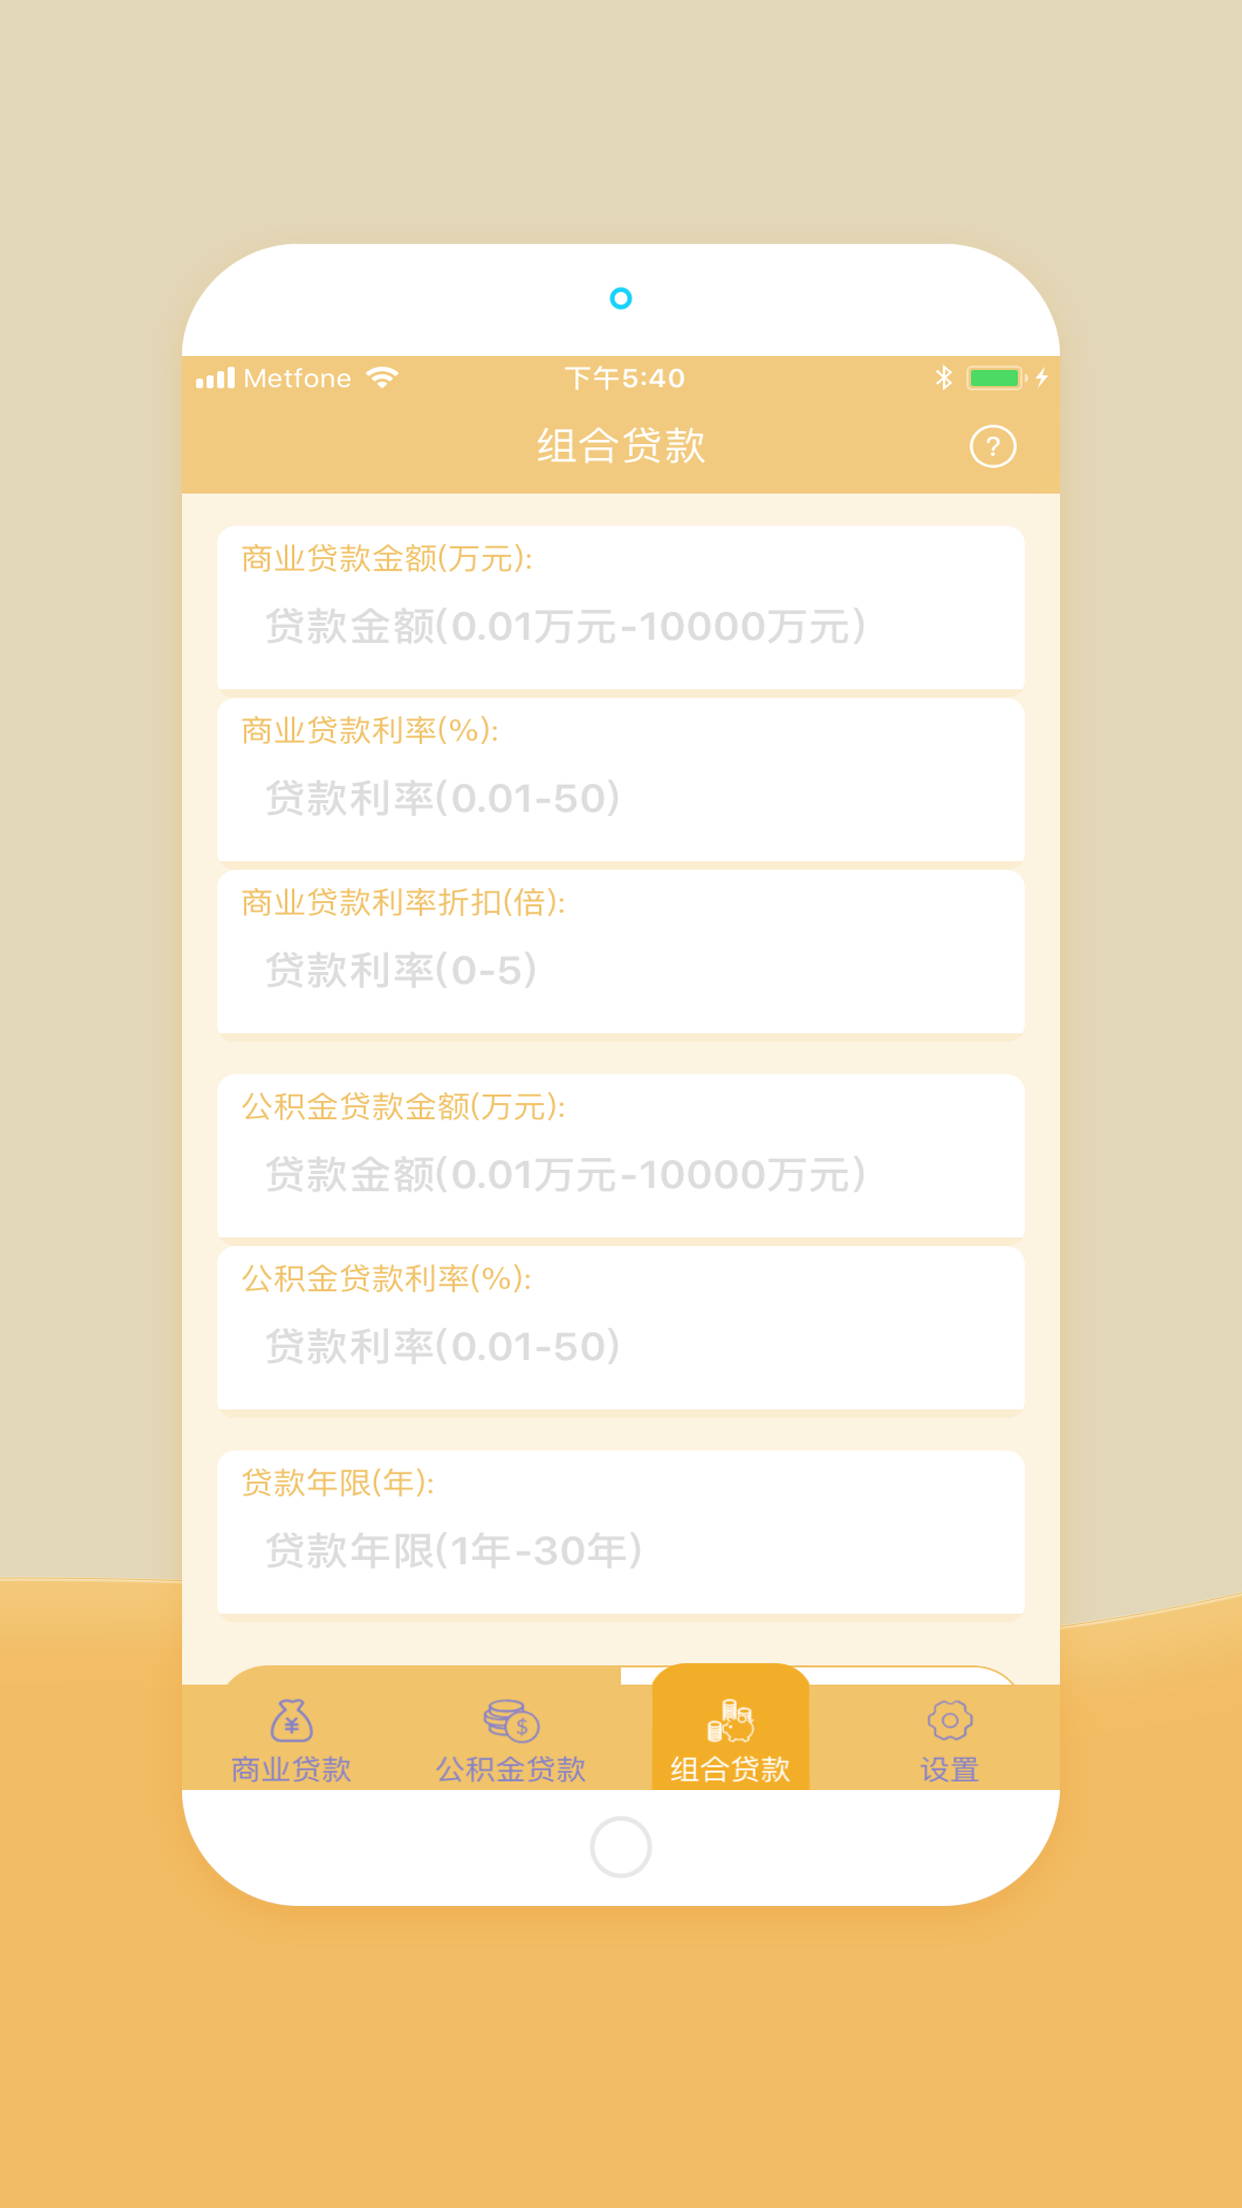 Metfone 下午5:40
组合贷款 ?
商业贷款金额(万元):
贷款金额(0.01万元-10000万元)
商业贷款利率(%):
贷款利率(0.01-50)
商业贷款利率折扣(倍):
贷款利率(0-5)
公积金贷款金额(万元):
贷款金额(0.01万元-10000万元)
公积金贷款利率(%):
贷款利率(0.01-50)
贷款年限(年):
贷款年限(1年-30年)
商业贷款 公积金贷款 组合贷款 设置